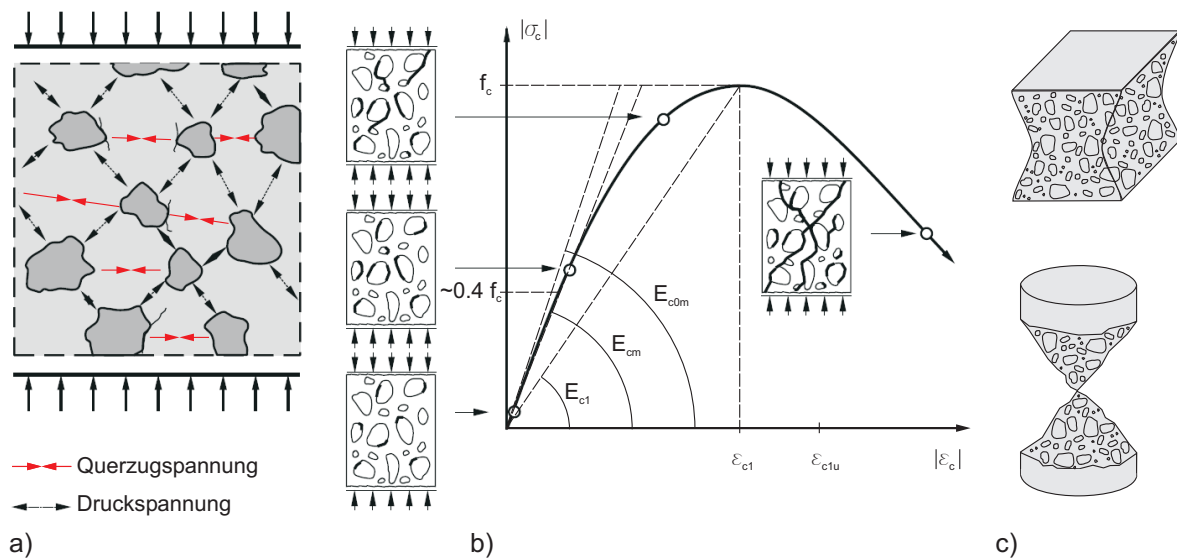 Querzugspannung
Druckspannung
a)
|σc|
fc
~0.4 fc
Ec0m
Ecm
Ec1
εc1
εc1u
|εc|
b)
c)